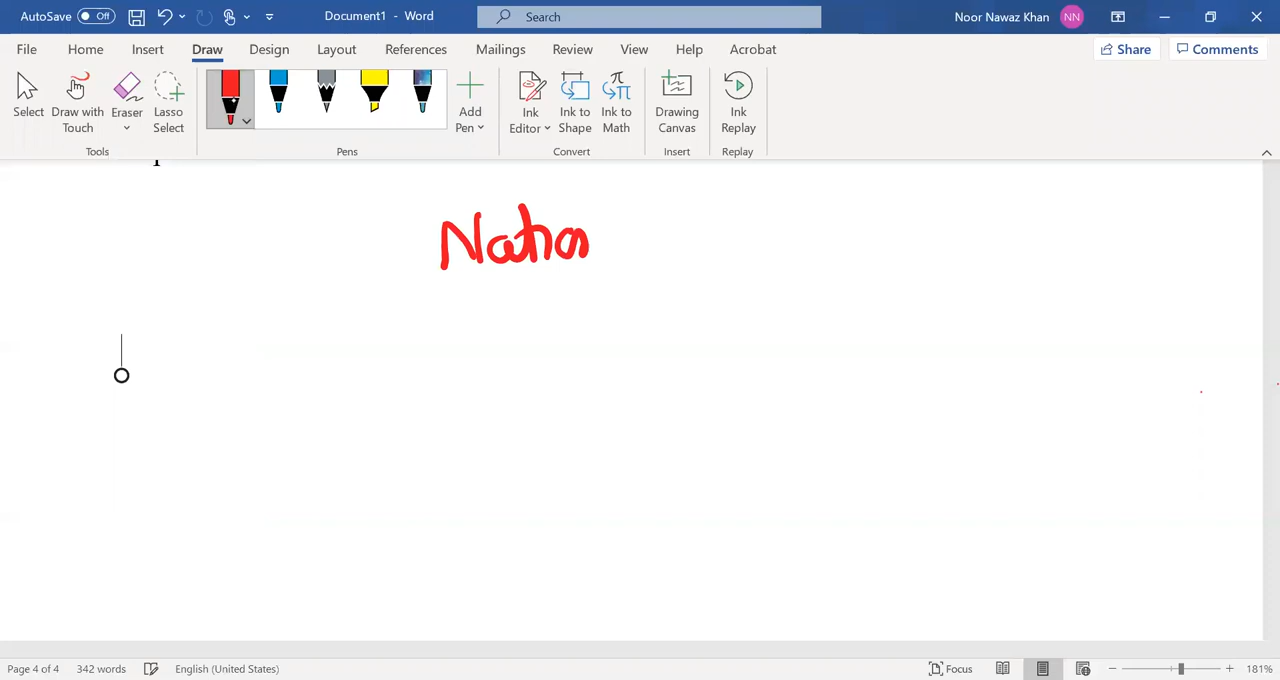 AutoSave Off Document1 - Word Search Noor Nawaz Khan NN
File Home Insert Draw Design Layout References Mailings Review View Help Acrobat Share Comments
Select Draw with Touch Eraser Lasso Select Add Pen Ink Editor Ink to Shape Ink to Math Drawing Canvas Ink Replay
Tools Pens Convert Insert Replay
Nation
Page 4 of 4 342 words English (United States) Focus 181%